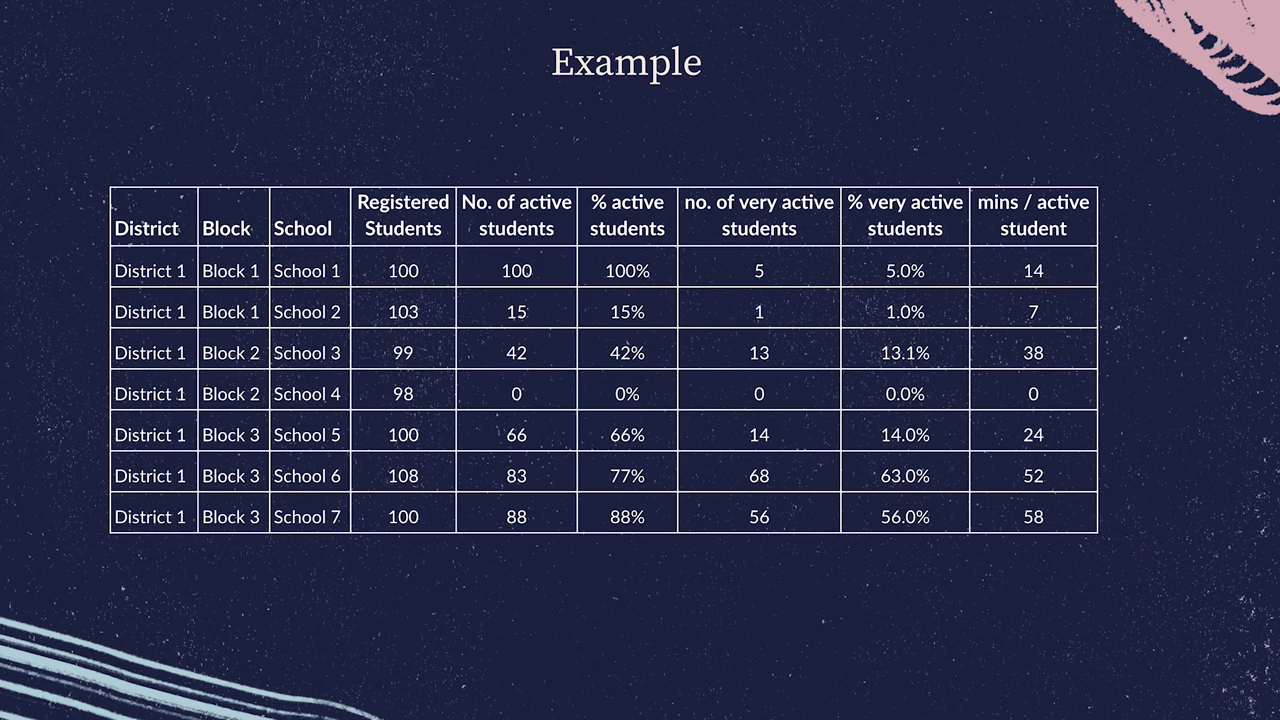 Example
District Block School Registered Students No. of active students % active students no. of very active students % very active students mins / active student
District 1 Block 1 School 1 100 100 100% 5 5.0% 14
District 1 Block 1 School 2 103 15 15% 1 1.0% 7
District 1 Block 2 School 3 99 42 42% 13 13.1% 38
District 1 Block 2 School 4 98 0 0% 0 0.0% 0
District 1 Block 3 School 5 100 66 66% 14 14.0% 24
District 1 Block 3 School 6 108 83 77% 68 63.0% 52
District 1 Block 3 School 7 100 88 88% 56 56.0% 58